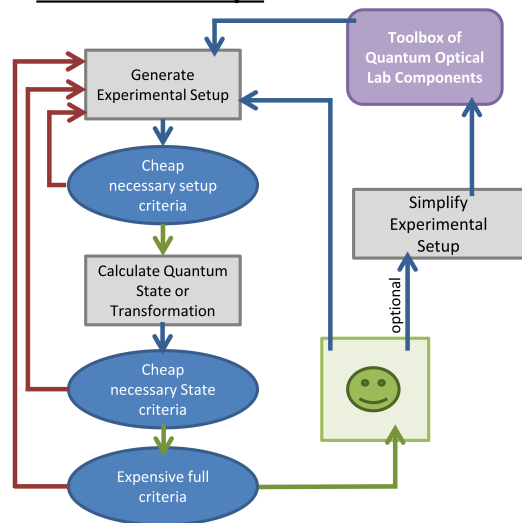 Toolbox of
Quantum Optical
Lab Components
Generate
Experimental Setup
Cheap
necessary setup
criteria
Simplify
Experimental
Setup
Calculate Quantum
State or
Transformation
optional
Cheap
necessary State
criteria
Expensive full
criteria